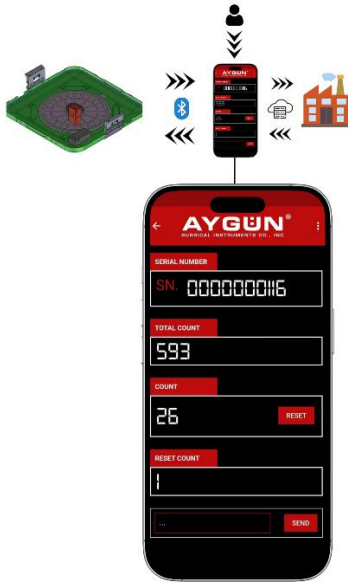 AYGÜN
AYGÜN®
SURGICAL INSTRUMENTS CO., INC
SERIAL NUMBER
SN. 0000000116
TOTAL COUNT
593
COUNT
26
RESET
RESET COUNT
1
...
SEND